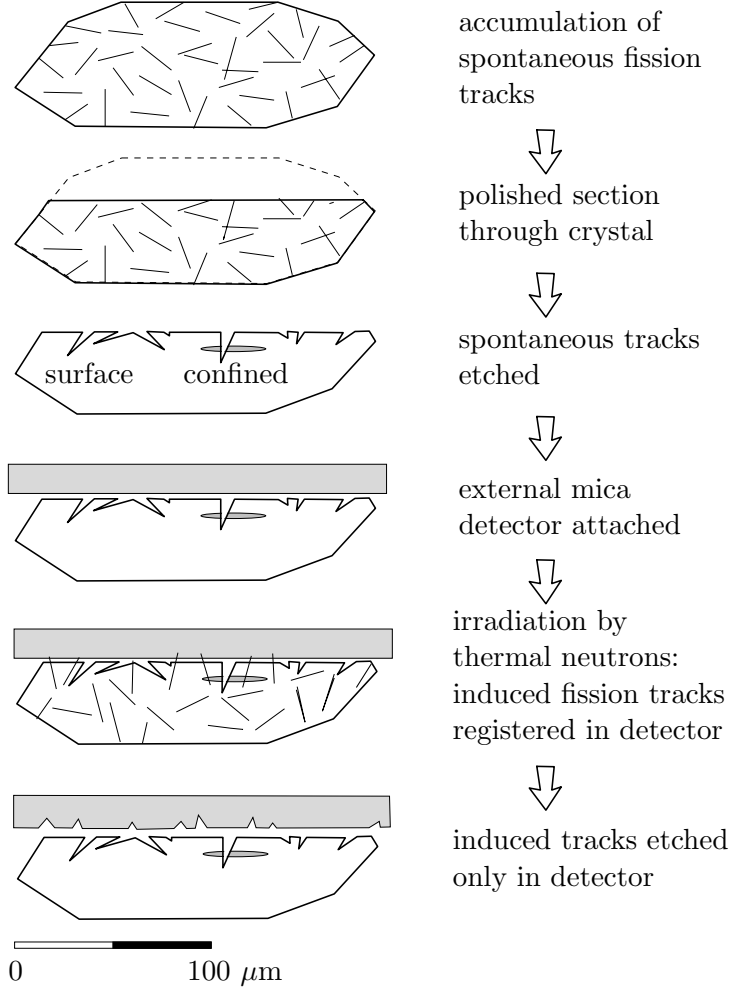 accumulation of
spontaneous fission
tracks
polished section
through crystal
spontaneous tracks
etched
surface
confined
external mica
detector attached
irradiation by
thermal neutrons:
induced fission tracks
registered in detector
induced tracks etched
only in detector
0
100 μm